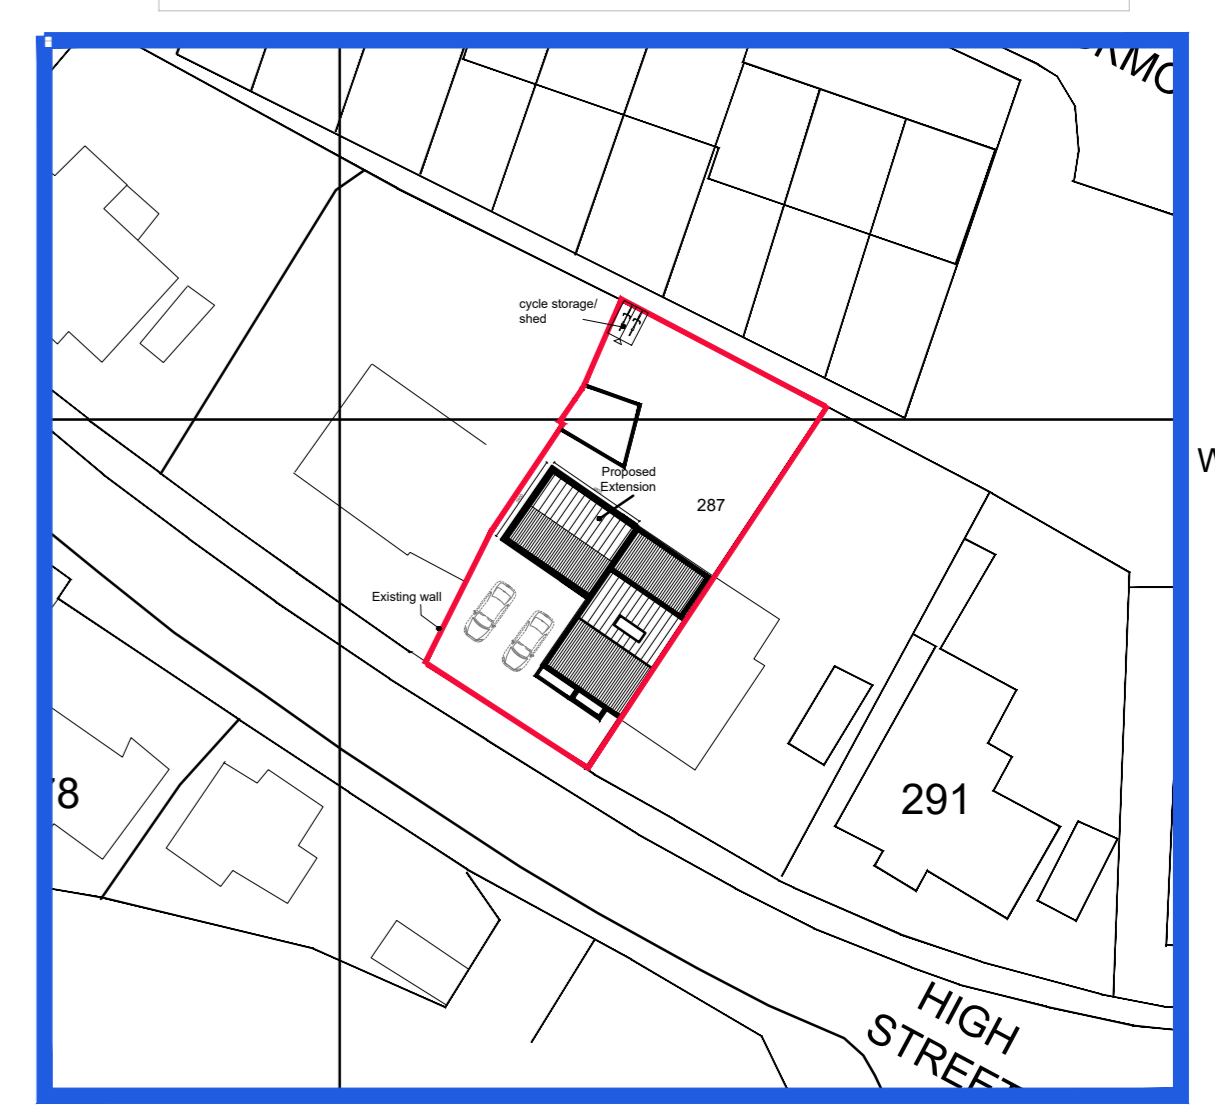 cycle storage/
shed
Proposed
Extension
287
Existing wall
291
HIGH
STREET